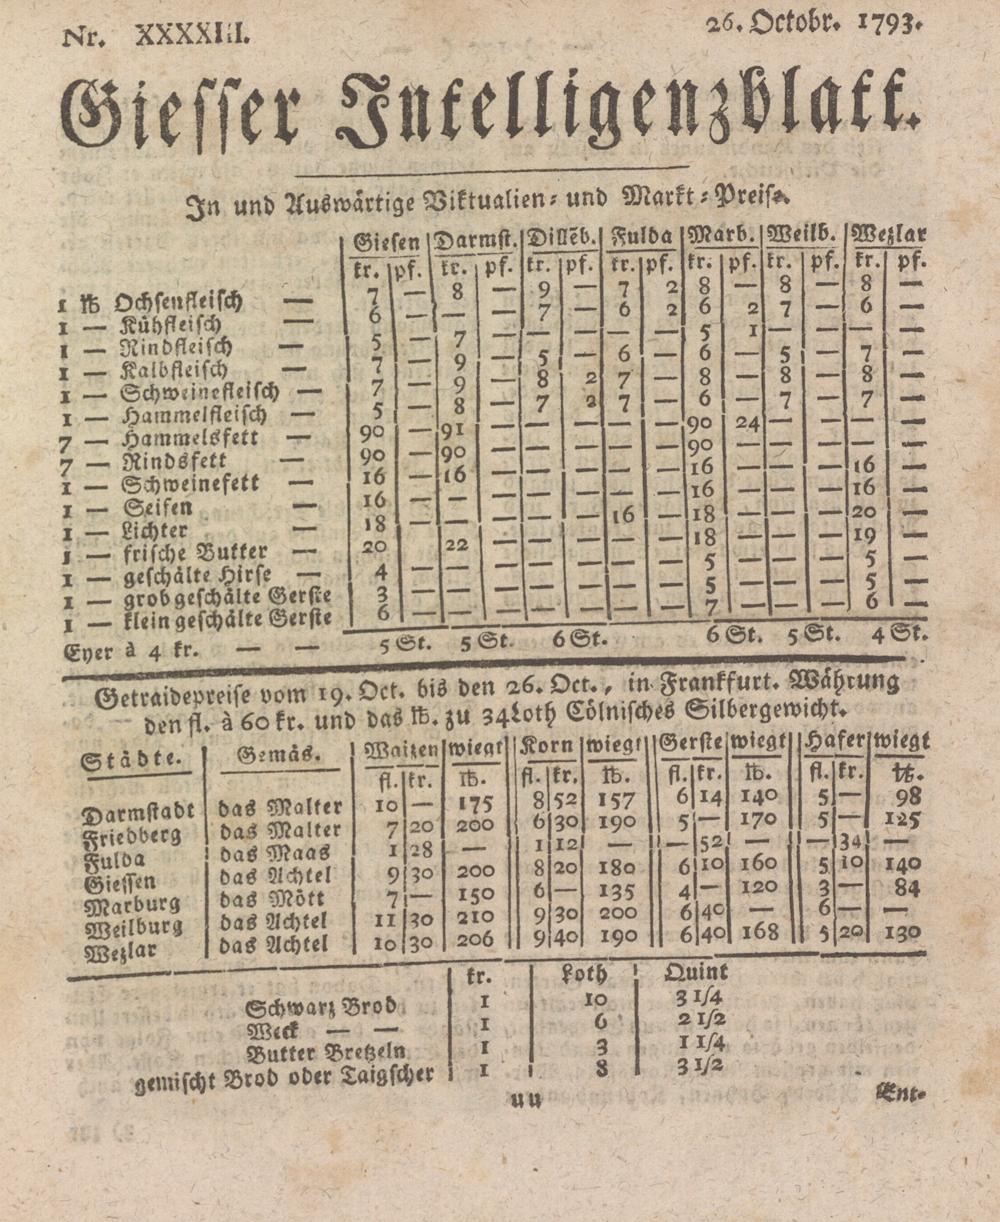 Nr. XXXXIII. 26. Octobr. 1793.
Giesser Intelligenzblatt.
In und Auswärtige Viktualien- und Markt-Preise.
Giesen Darmst. Dilleb. Fulda Marb. Weilb. Wezlar
kr. pf. kr. pf. kr. pf. kr. pf. kr. pf. kr. pf. kr. pf.
1 ℔ Ochsenfleisch — 7 — 8 — 9 — 7 2 8 — 8 — 8 —
1 — Kühfleisch — 6 — — — 7 — 6 2 6 2 7 — 6 —
1 — Rindfleisch — 5 — 7 — — — — — 5 1 — — — —
1 — Kalbfleisch — 7 — 9 — 5 — 6 — 6 — 5 — 7 —
1 — Schweinefleisch — 7 — 9 — 8 2 7 — 8 — 8 — 8 —
1 — Hammelfleisch — 5 — 8 — 7 2 7 — 6 — 7 — 7 —
7 — Hammelsfett — 90 — 91 — — — — — 90 24 — — — —
7 — Rindsfett — 90 — 90 — — — — — 90 — — — — —
1 — Schweinefett — 16 — 16 — — — — — 16 — — — 16 —
1 — Seifen — 16 — — — — — — — 16 — — — 16 —
1 — Lichter — 18 — — — — — 16 — 18 — — — 20 —
1 — frische Butter — 20 — 22 — — — — — 18 — — — 19 —
1 — geschälte Hirse — 4 — — — — — — — 5 — — — 5 —
1 — grob geschälte Gerste 3 — — — — — — — 5 — — — 5 —
1 — klein geschälte Gerste 6 — — — — — — — 7 — — — 6 —
Eyer à 4 kr. — — 5 St. 5 St. 6 St. 6 St. 5 St. 4 St.
Getraidepreise vom 19. Oct. bis den 26. Oct., in Frankfurt. Währung
den fl. à 60 kr. und das ℔. zu 34 Loth Cölnisches Silbergewicht.
Städte. Gemäs. Waizen wiegt Korn wiegt Gerste wiegt Hafer wiegt
fl. kr. ℔. fl. kr. ℔. fl. kr. ℔. fl. kr. ℔.
Darmstadt das Malter 10 — 175 8 52 157 6 14 140 5 — 98
Friedberg das Malter 7 20 200 6 30 190 5 — 170 5 — 125
Fulda das Maas 1 28 — 1 12 — — 52 — — 34 —
Giessen das Achtel 9 30 200 8 20 180 6 10 160 5 10 140
Marburg das Mött 7 — 150 6 — 135 4 — 120 3 — 84
Weilburg das Achtel 11 30 210 9 30 200 6 40 — 6 — —
Wezlar das Achtel 10 30 206 9 40 190 6 40 168 5 20 130
kr. Loth Quint
Schwarz Brod 1 10 3 1/4
Weck — — 1 6 2 1/2
Butter Bretzeln 1 3 1 1/4
gemischt Brod oder Taigscher 1 8 3 1/2
uu Ent-